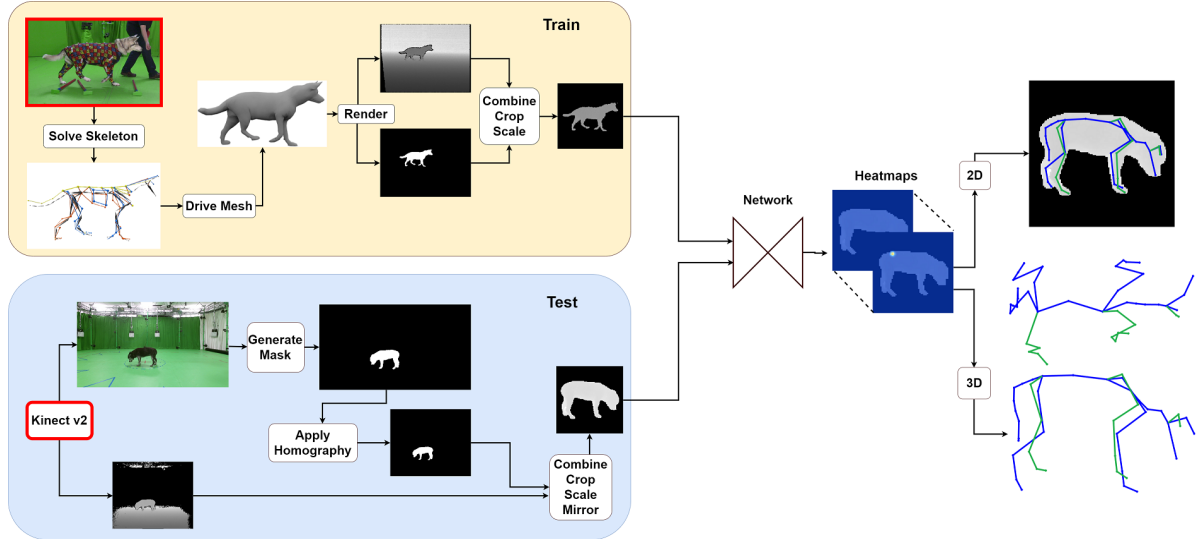 Train
Solve Skeleton
Drive Mesh
Render
Combine
Crop
Scale
Test
Kinect v2
Generate
Mask
Apply
Homography
Combine
Crop
Scale
Mirror
Network
Heatmaps
2D
3D